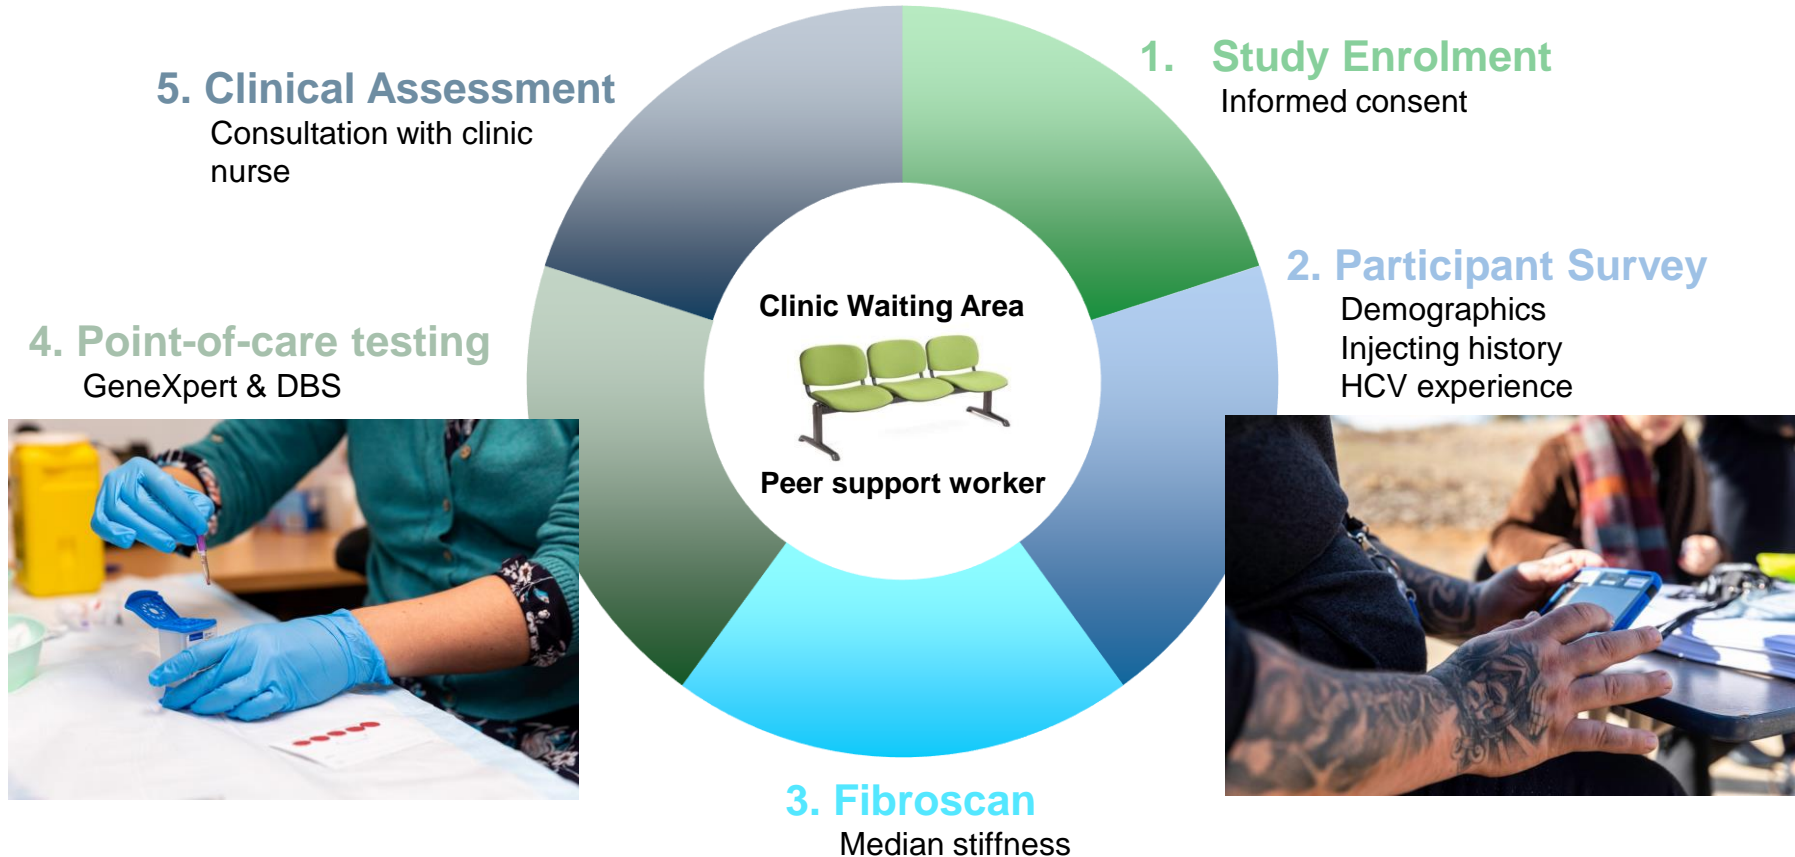 1. Study Enrolment
Informed consent
2. Participant Survey
Demographics
Injecting history
HCV experience
3. Fibroscan
Median stiffness
4. Point-of-care testing
GeneXpert & DBS
5. Clinical Assessment
Consultation with clinic
nurse
Clinic Waiting Area
Peer support worker